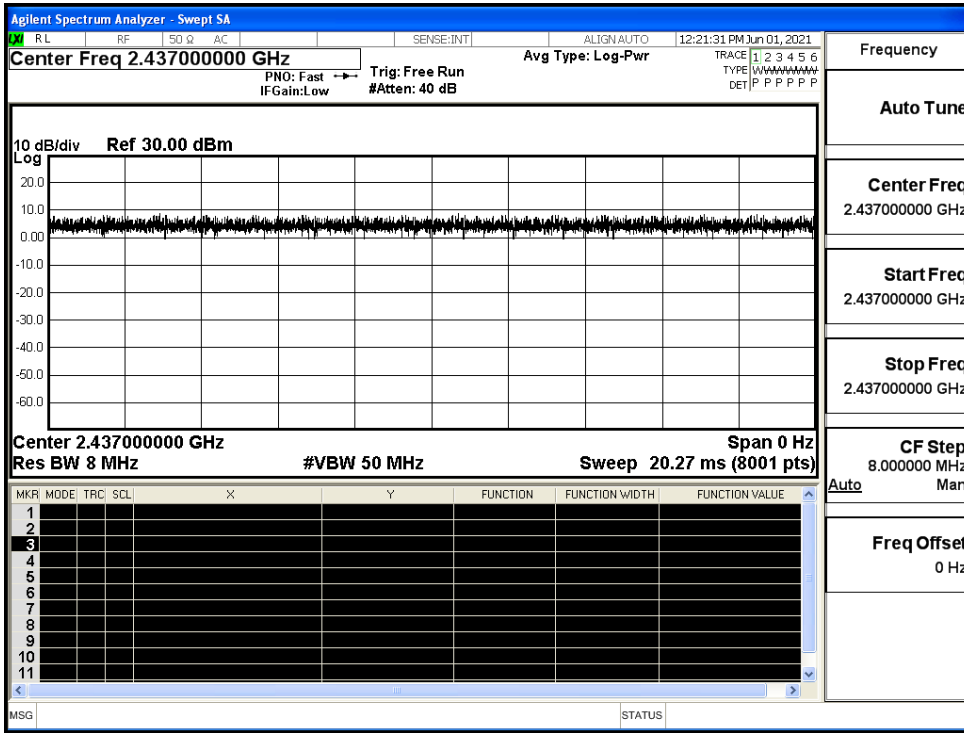 Agilent Spectrum Analyzer - Swept SA
LXI RL RF 50 Ω AC SENSE:INT ALIGN AUTO 12:21:31 PM Jun 01, 2021
Center Freq 2.437000000 GHz
PNO: Fast
IFGain:Low
Trig: Free Run
#Atten: 40 dB
Avg Type: Log-Pwr
TRACE 1 2 3 4 5 6
TYPE WWWWWW
DET P P P P P P
10 dB/div Ref 30.00 dBm
Log
20.0
10.0
0.00
-10.0
-20.0
-30.0
-40.0
-50.0
-60.0
Center 2.437000000 GHz Span 0 Hz
Res BW 8 MHz #VBW 50 MHz Sweep 20.27 ms (8001 pts)
MKR MODE TRC SCL X Y FUNCTION FUNCTION WIDTH FUNCTION VALUE
1
2
3
4
5
6
7
8
9
10
11
MSG STATUS
Frequency
Auto Tune
Center Freq
2.437000000 GHz
Start Freq
2.437000000 GHz
Stop Freq
2.437000000 GHz
CF Step
8.000000 MHz
Auto Man
Freq Offset
0 Hz